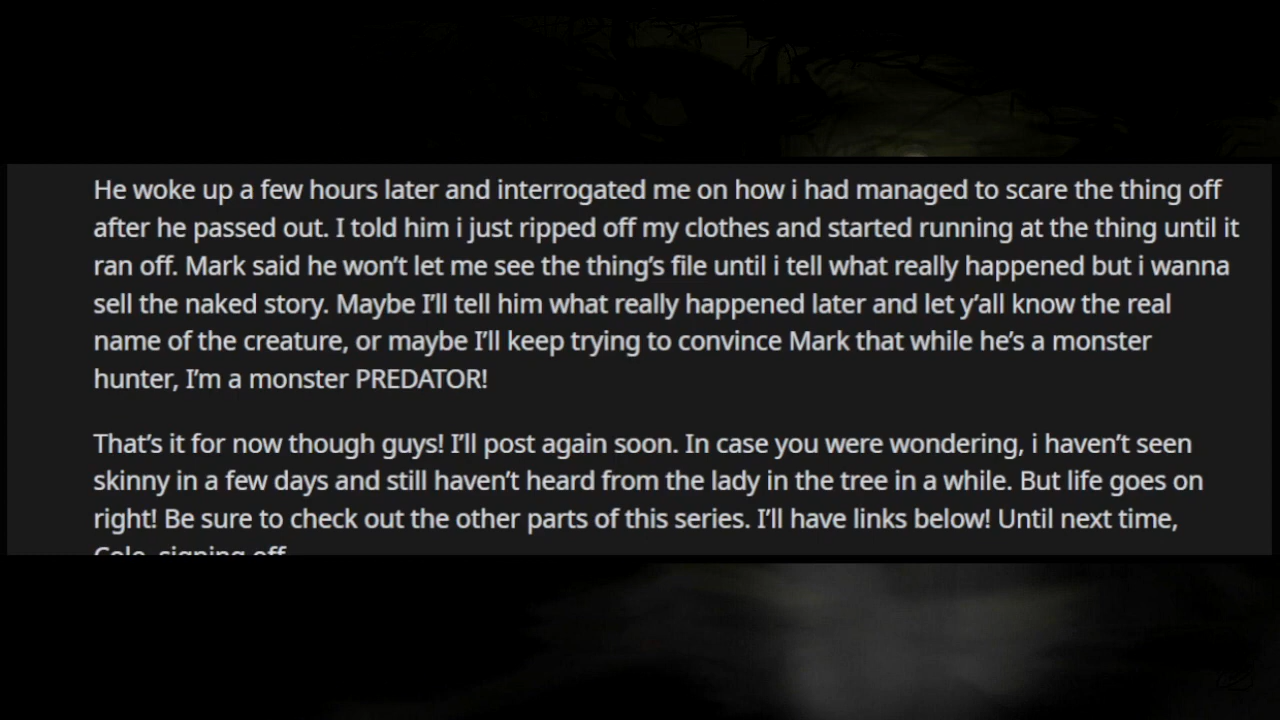 He woke up a few hours later and interrogated me on how i had managed to scare the thing off
after he passed out. I told him i just ripped off my clothes and started running at the thing until it
ran off. Mark said he won’t let me see the thing’s file until i tell what really happened but i wanna
sell the naked story. Maybe I’ll tell him what really happened later and let y’all know the real
name of the creature, or maybe I’ll keep trying to convince Mark that while he’s a monster
hunter, I’m a monster PREDATOR!
That’s it for now though guys! I’ll post again soon. In case you were wondering, i haven’t seen
skinny in a few days and still haven’t heard from the lady in the tree in a while. But life goes on
right! Be sure to check out the other parts of this series. I’ll have links below! Until next time,
Cole, signing off